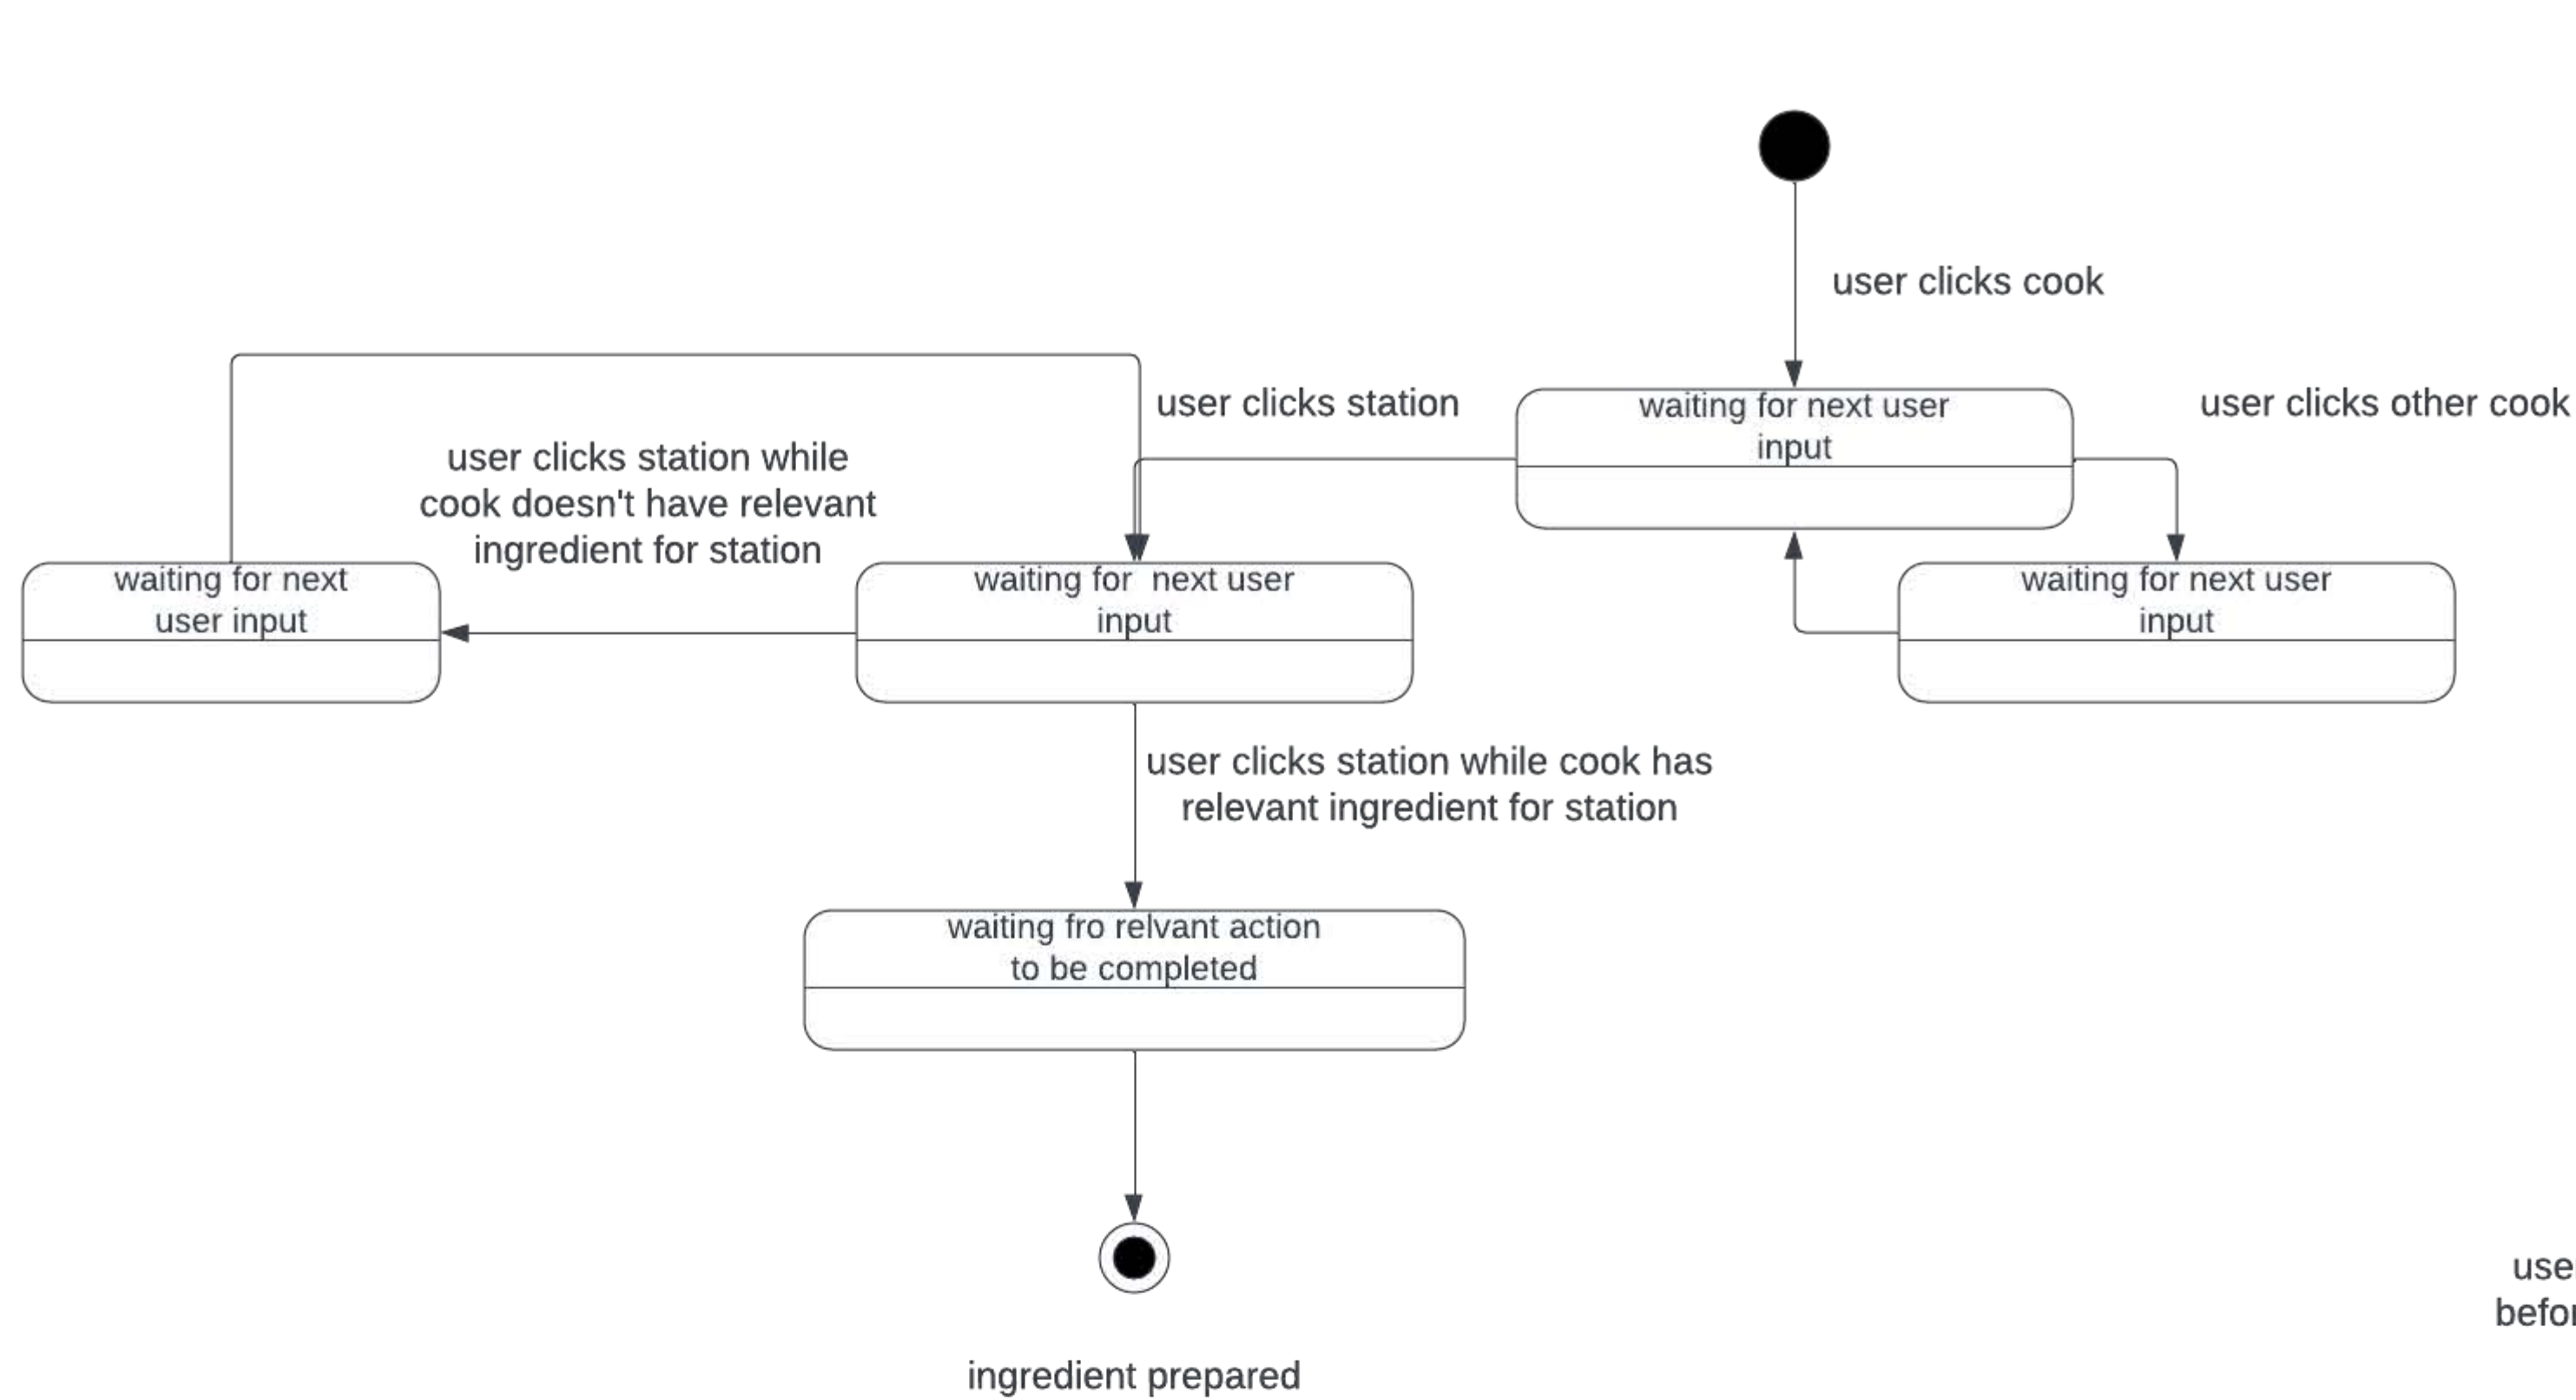 user clicks cook
user clicks station
waiting for next user
input
user clicks other cook
user clicks station while
cook doesn't have relevant
ingredient for station
waiting for next
user input
waiting for  next user
input
waiting for next user
input
user clicks station while cook has
relevant ingredient for station
waiting fro relvant action
to be completed
ingredient prepared